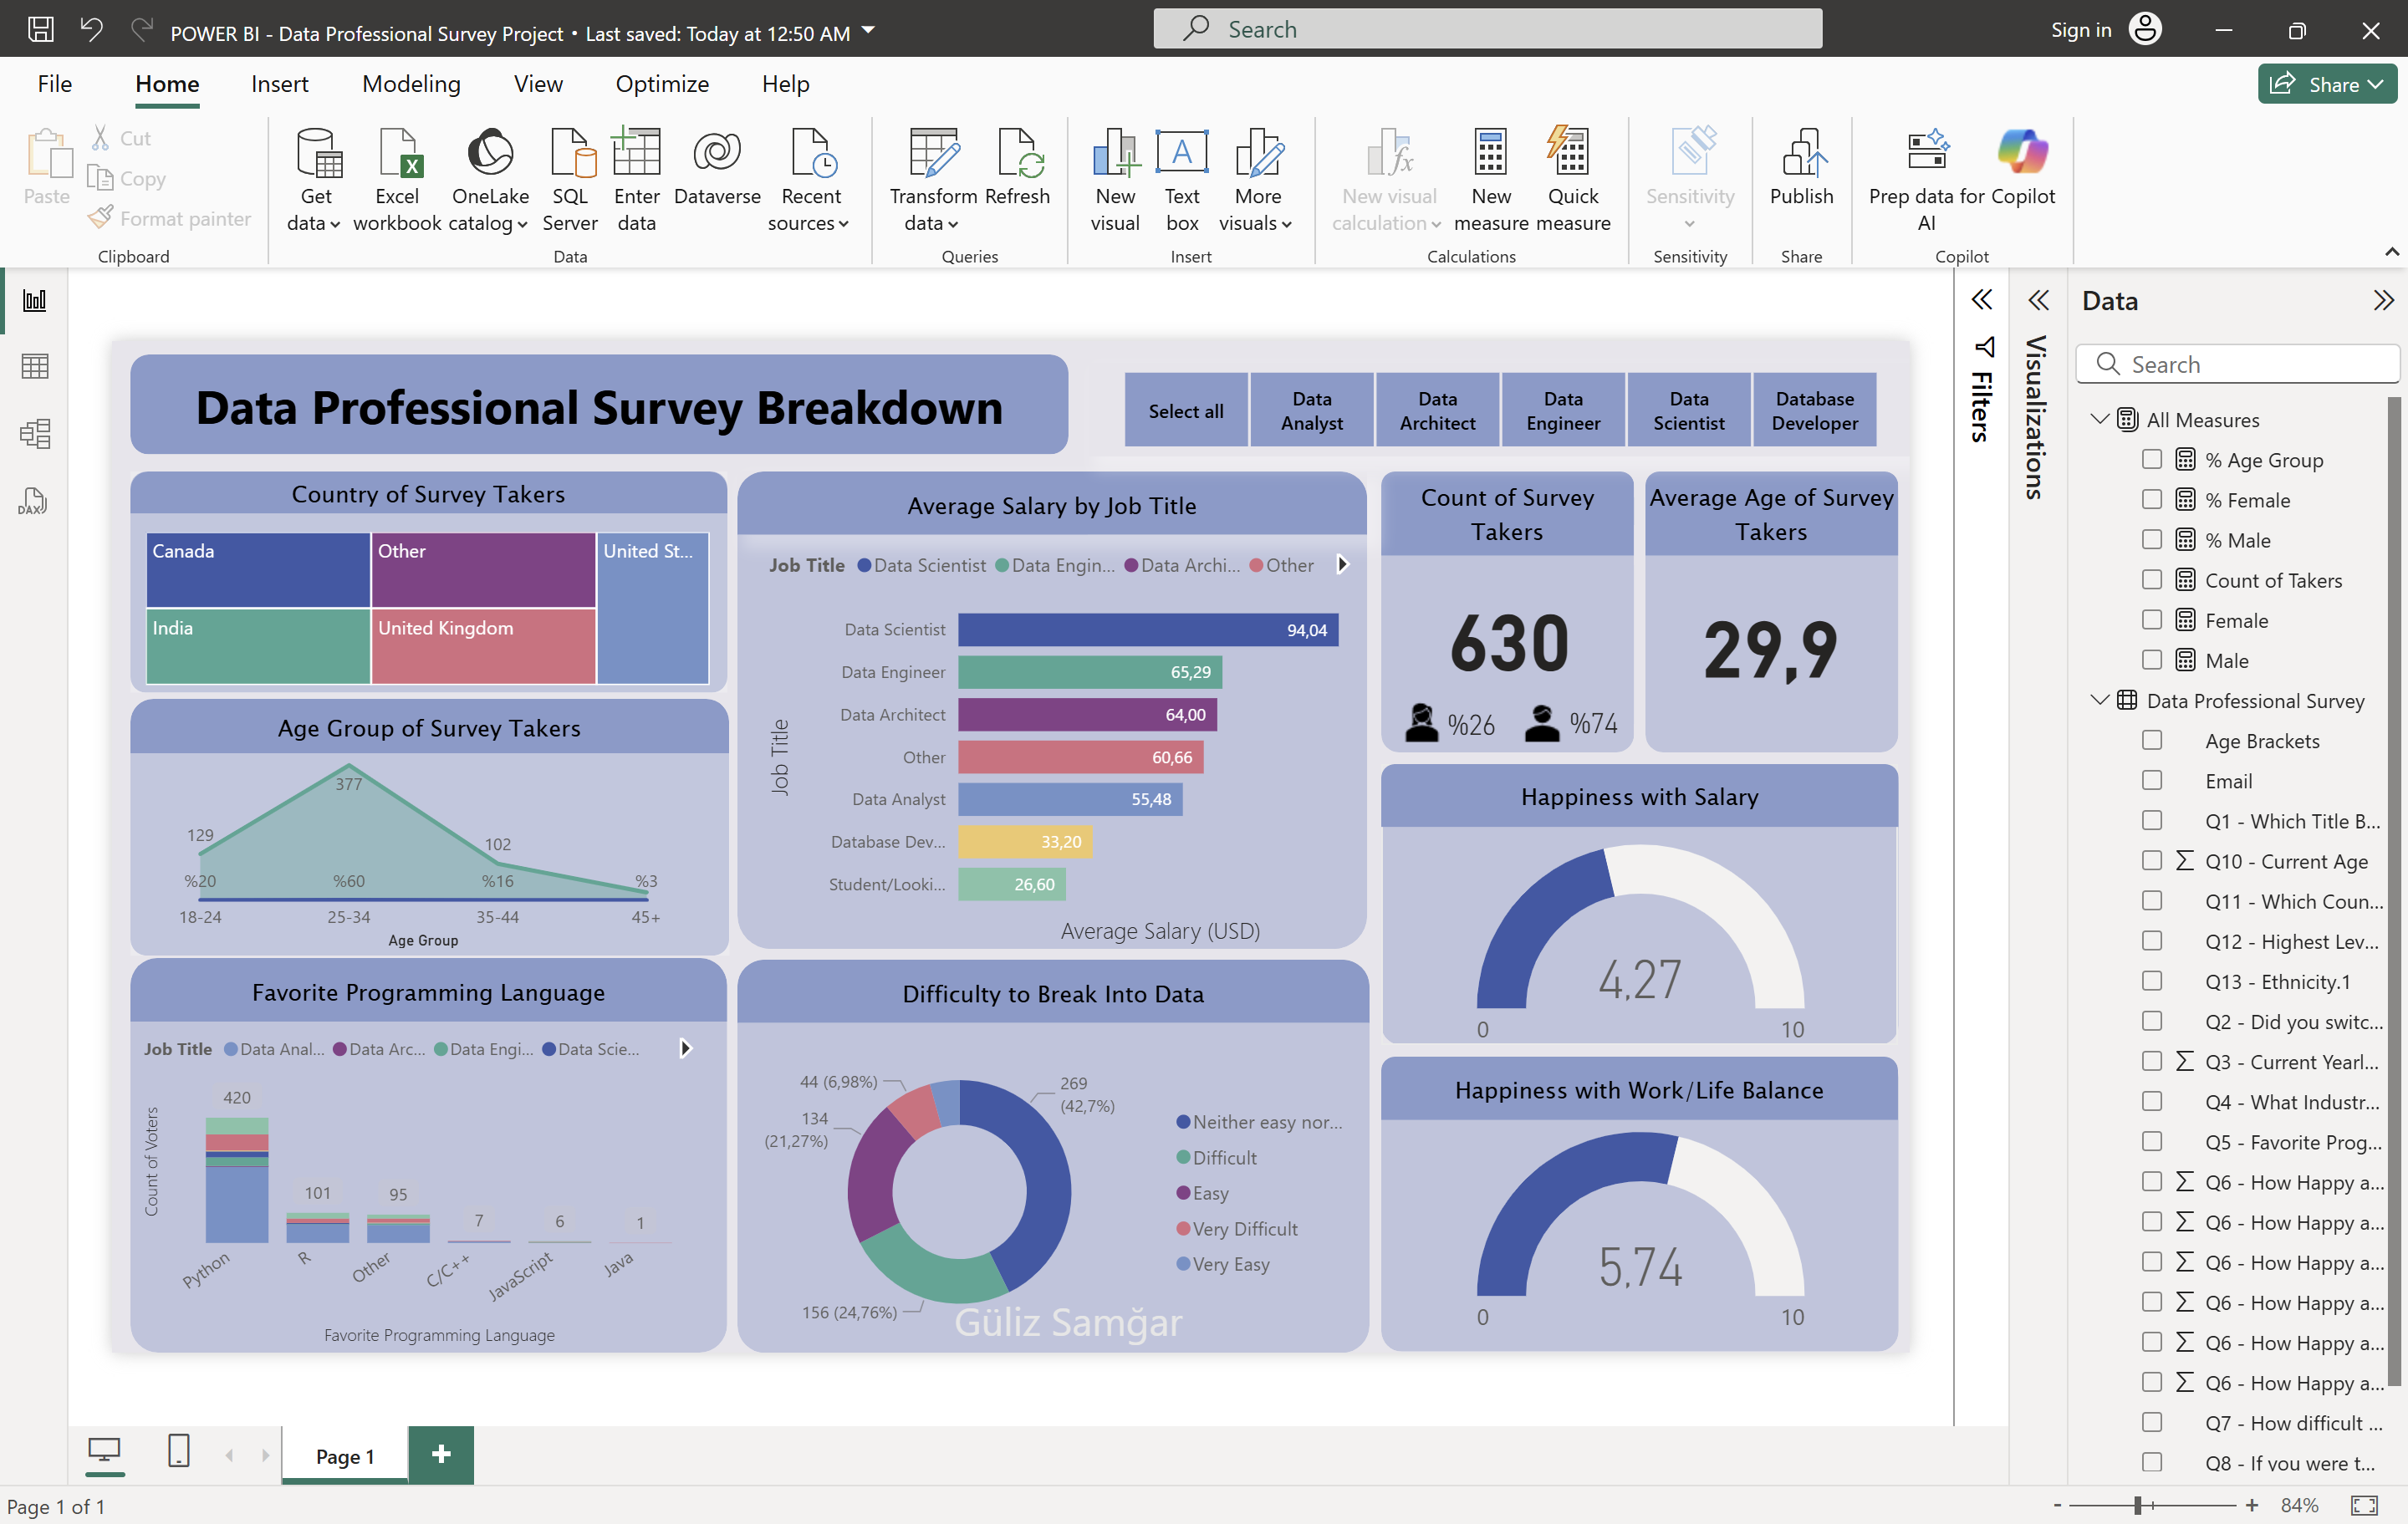 POWER BI - Data Professional Survey Project • Last saved: Today at 12:50 AM
Search
Sign in
File
Home
Insert
Modeling
View
Optimize
Help
Share
Paste
Cut
Copy
Format painter
Clipboard
Get data
Excel workbook
OneLake catalog
SQL Server
Enter data
Dataverse
Recent sources
Data
Transform data
Refresh
Queries
New visual
Text box
More visuals
Insert
New visual calculation
New measure
Quick measure
Calculations
Sensitivity
Sensitivity
Publish
Share
Prep data for AI
Copilot
Copilot
DAX
Data Professional Survey Breakdown
Select all
Data Analyst
Data Architect
Data Engineer
Data Scientist
Database Developer
Country of Survey Takers
Canada
Other
United St...
India
United Kingdom
Age Group of Survey Takers
377
129
102
%20
%60
%16
%3
18-24
25-34
35-44
45+
Age Group
Favorite Programming Language
Job Title
Data Anal...
Data Arc...
Data Engi...
Data Scie...
Count of Voters
420
101
95
7
6
1
Python
R
Other
C/C++
JavaScript
Java
Favorite Programming Language
Average Salary by Job Title
Job Title
Data Scientist
Data Engin...
Data Archi...
Other
Job Title
Data Scientist 94,04
Data Engineer 65,29
Data Architect 64,00
Other 60,66
Data Analyst 55,48
Database Dev... 33,20
Student/Looki... 26,60
Average Salary (USD)
Difficulty to Break Into Data
44 (6,98%)
134
(21,27%)
269
(42,7%)
156 (24,76%)
Neither easy nor...
Difficult
Easy
Very Difficult
Very Easy
Güliz Samğar
Count of Survey
Takers
630
%26
%74
Average Age of Survey
Takers
29,9
Happiness with Salary
4,27
0
10
Happiness with Work/Life Balance
5,74
0
10
Filters
Visualizations
Data
Search
All Measures
% Age Group
% Female
% Male
Count of Takers
Female
Male
Data Professional Survey
Age Brackets
Email
Q1 - Which Title B...
Q10 - Current Age
Q11 - Which Coun...
Q12 - Highest Lev...
Q13 - Ethnicity.1
Q2 - Did you switc...
Q3 - Current Yearl...
Q4 - What Industr...
Q5 - Favorite Prog...
Q6 - How Happy a...
Q6 - How Happy a...
Q6 - How Happy a...
Q6 - How Happy a...
Q6 - How Happy a...
Q6 - How Happy a...
Q7 - How difficult ...
Q8 - If you were t...
Page 1
Page 1 of 1
84%